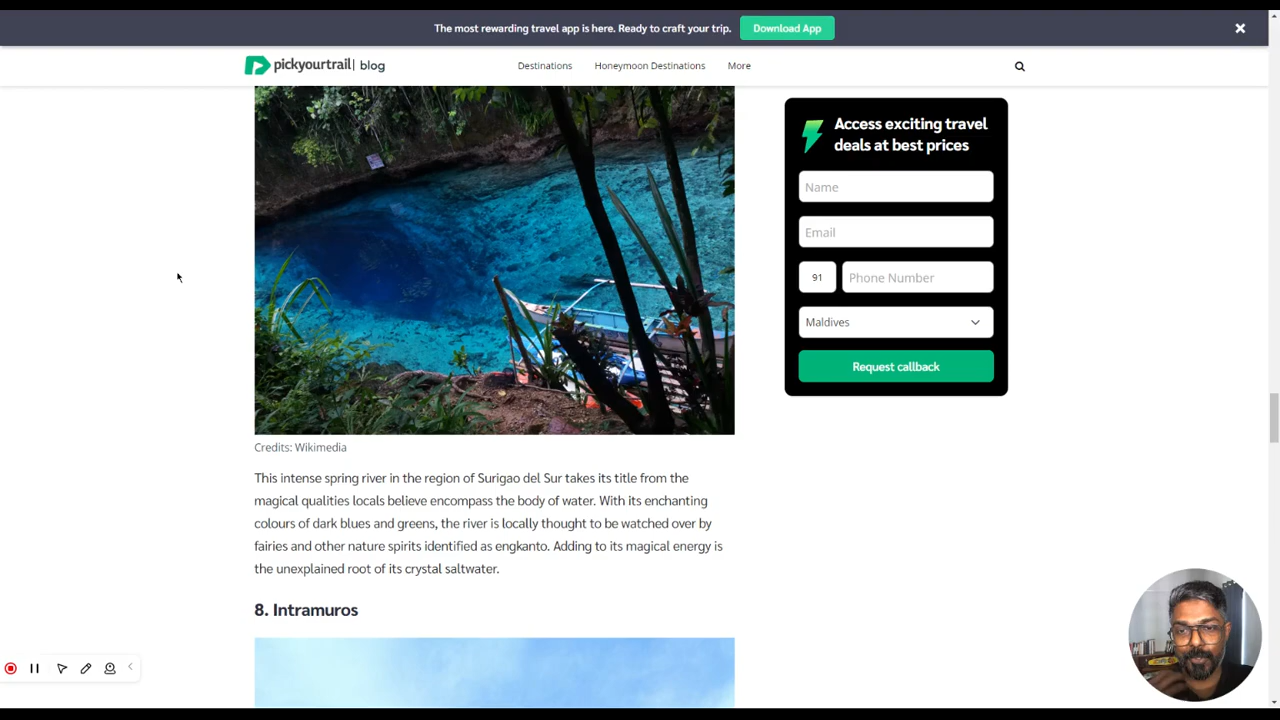 The most rewarding travel app is here. Ready to craft your trip.
Download App
pickyourtrail| blog
Destinations
Honeymoon Destinations
More
Access exciting travel
deals at best prices
Name
Email
91
Phone Number
Maldives
Request callback
Credits: Wikimedia
This intense spring river in the region of Surigao del Sur takes its title from the
magical qualities locals believe encompass the body of water. With its enchanting
colours of dark blues and greens, the river is locally thought to be watched over by
fairies and other nature spirits identified as engkanto. Adding to its magical energy is
the unexplained root of its crystal saltwater.
8. Intramuros